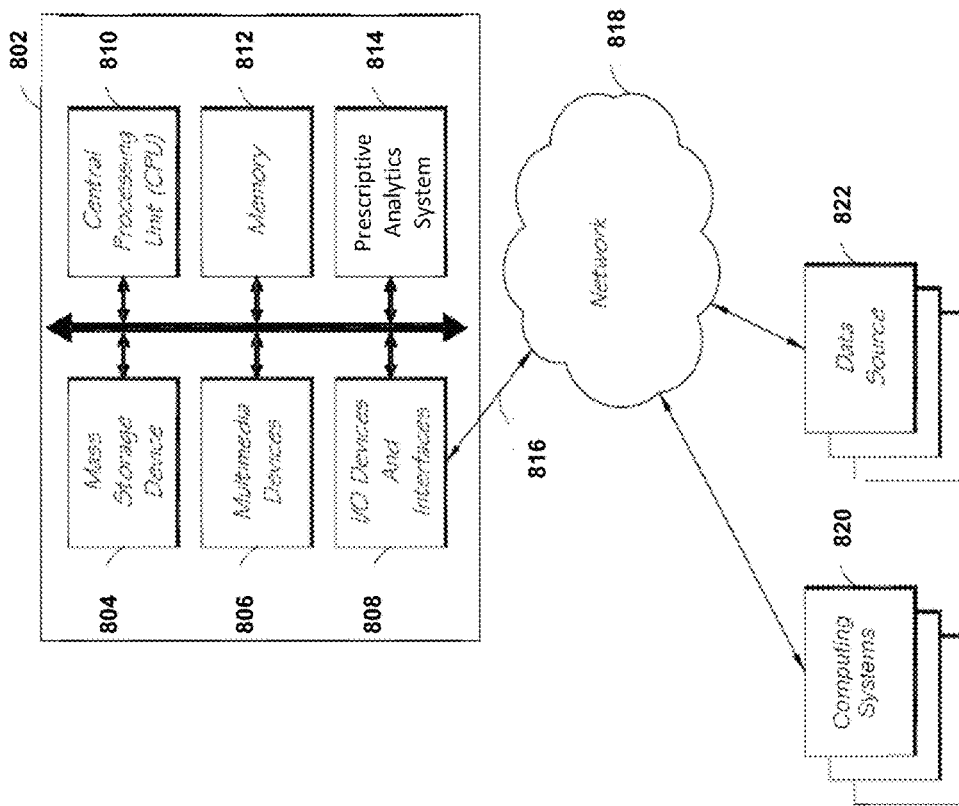 802
804
Mass
Storage
Device
810
Central
Processing
Unit (CPU)
806
Multimedia
Devices
812
Memory
808
I/O Devices
And
Interfaces
814
Prescriptive
Analytics
System
816
818
Network
820
Computing
Systems
822
Data
Source